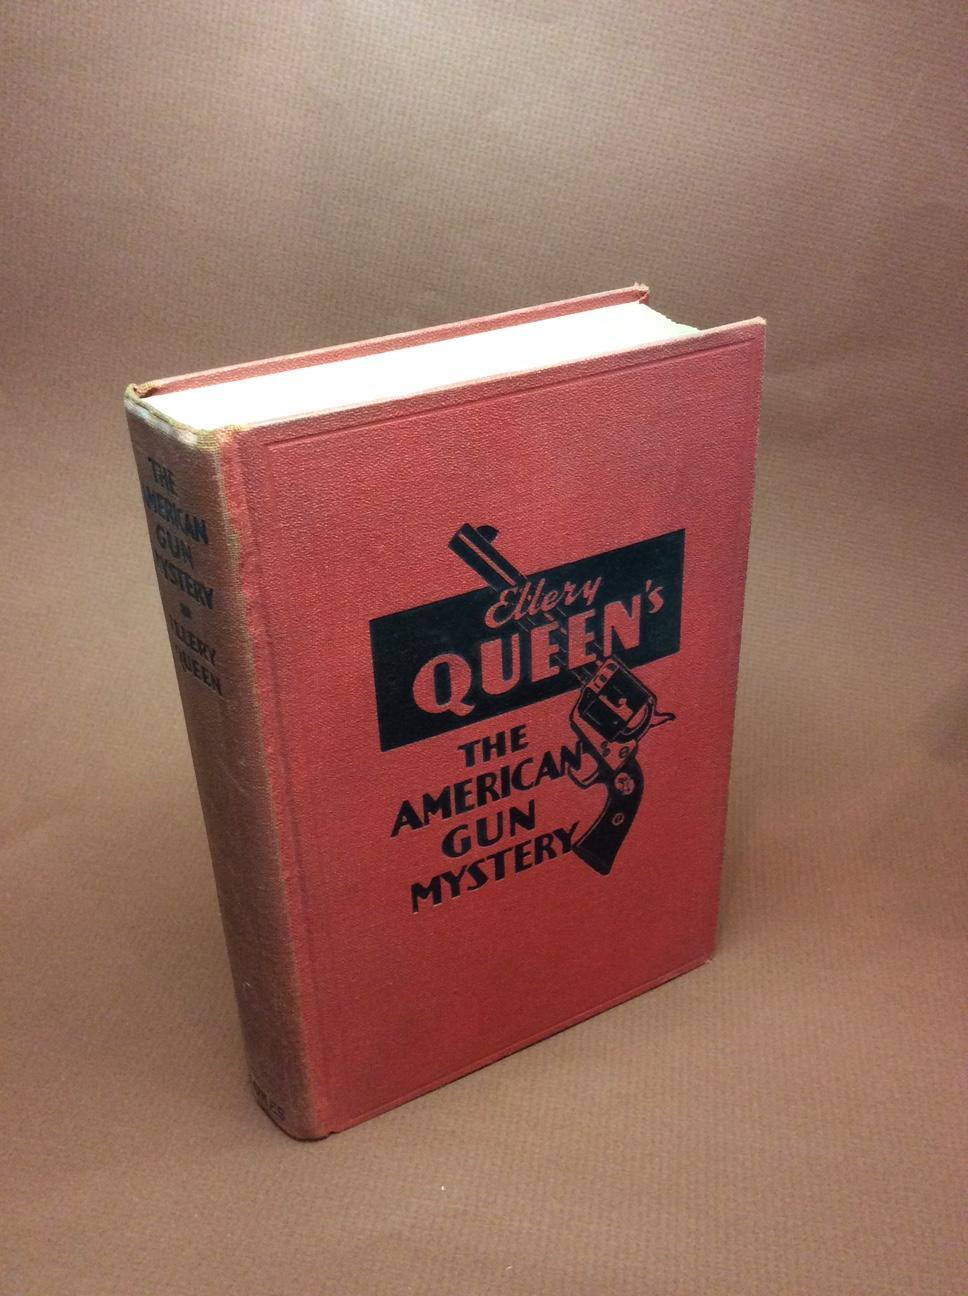 THE
AMERICAN
GUN
MYSTERY
ELLERY
QUEEN
Ellery
QUEEN's
THE
AMERICAN
GUN
MYSTERY